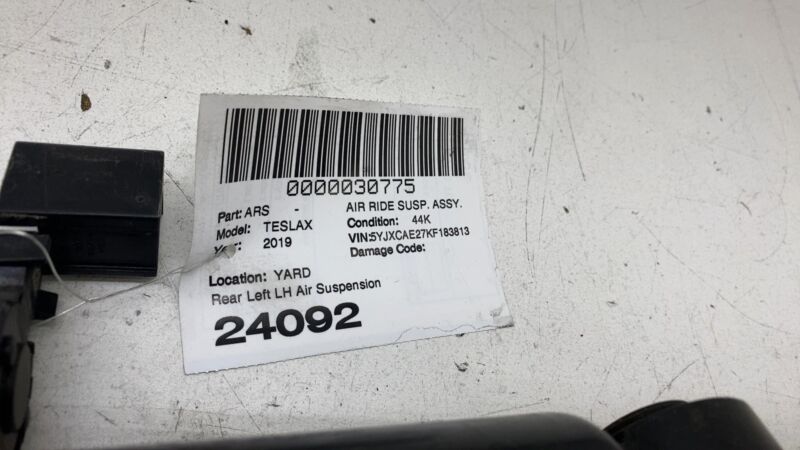 0000030775
Part: ARS - AIR RIDE SUSP. ASSY.
Model: TESLAX Condition: 44K
Year: 2019 VIN:5YJXCAE27KF183813
Damage Code:
Location: YARD
Rear Left LH Air Suspension
24092